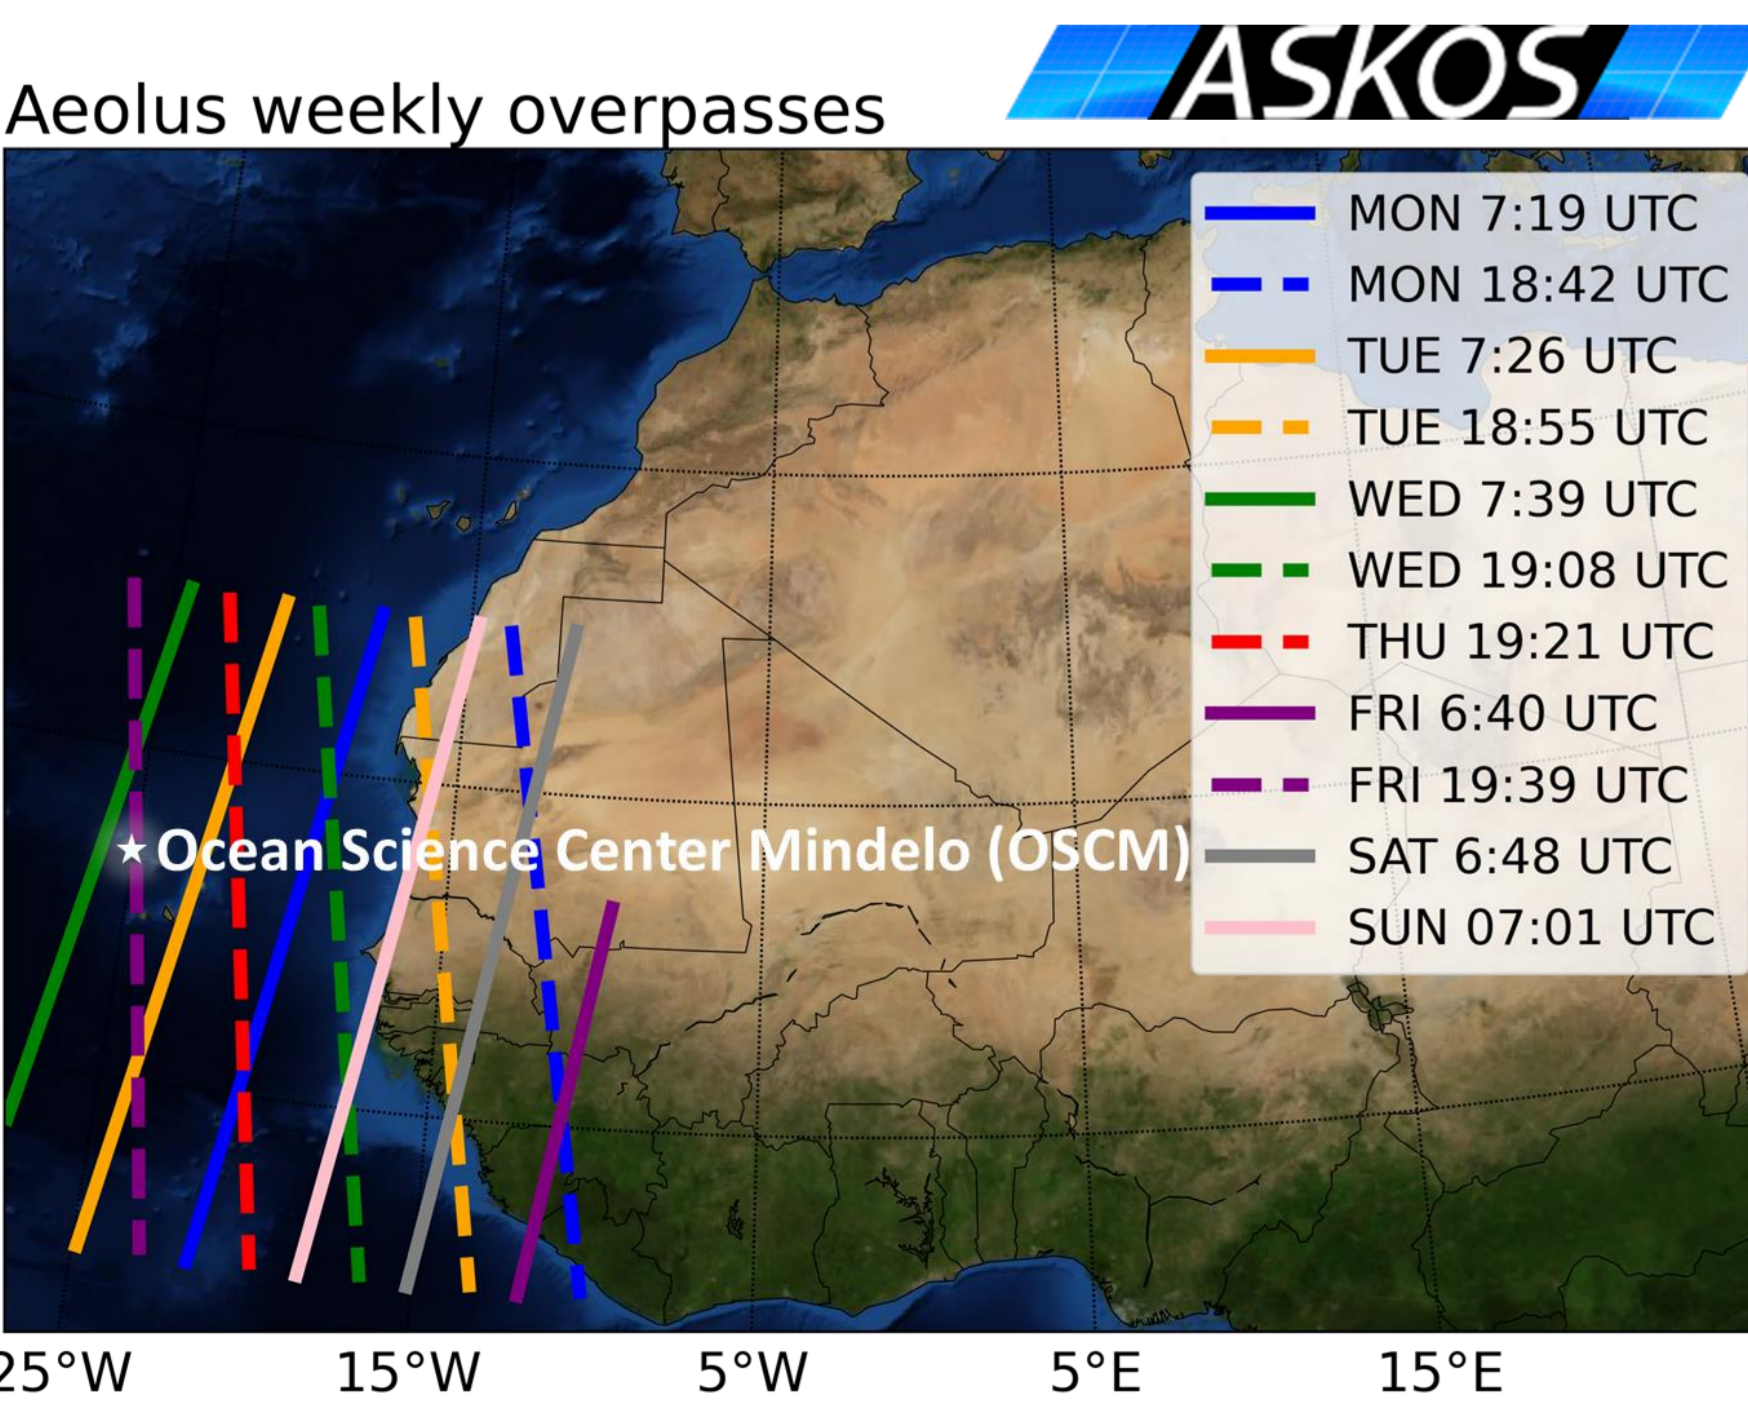 ASKOS
Aeolus weekly overpasses
MON 7:19 UTC
MON 18:42 UTC
TUE 7:26 UTC
TUE 18:55 UTC
WED 7:39 UTC
WED 19:08 UTC
THU 19:21 UTC
FRI 6:40 UTC
FRI 19:39 UTC
SAT 6:48 UTC
SUN 07:01 UTC
Ocean Science Center Mindelo (OSCM)
25°W 15°W 5°W 5°E 15°E